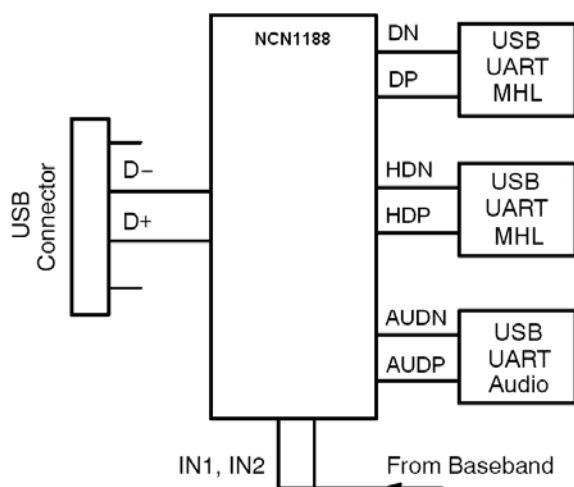 NCN1188
DN
DP
USB
UART
MHL
USB
Connector
D−
D+
HDN
HDP
USB
UART
MHL
AUDN
AUDP
USB
UART
Audio
IN1, IN2
From Baseband